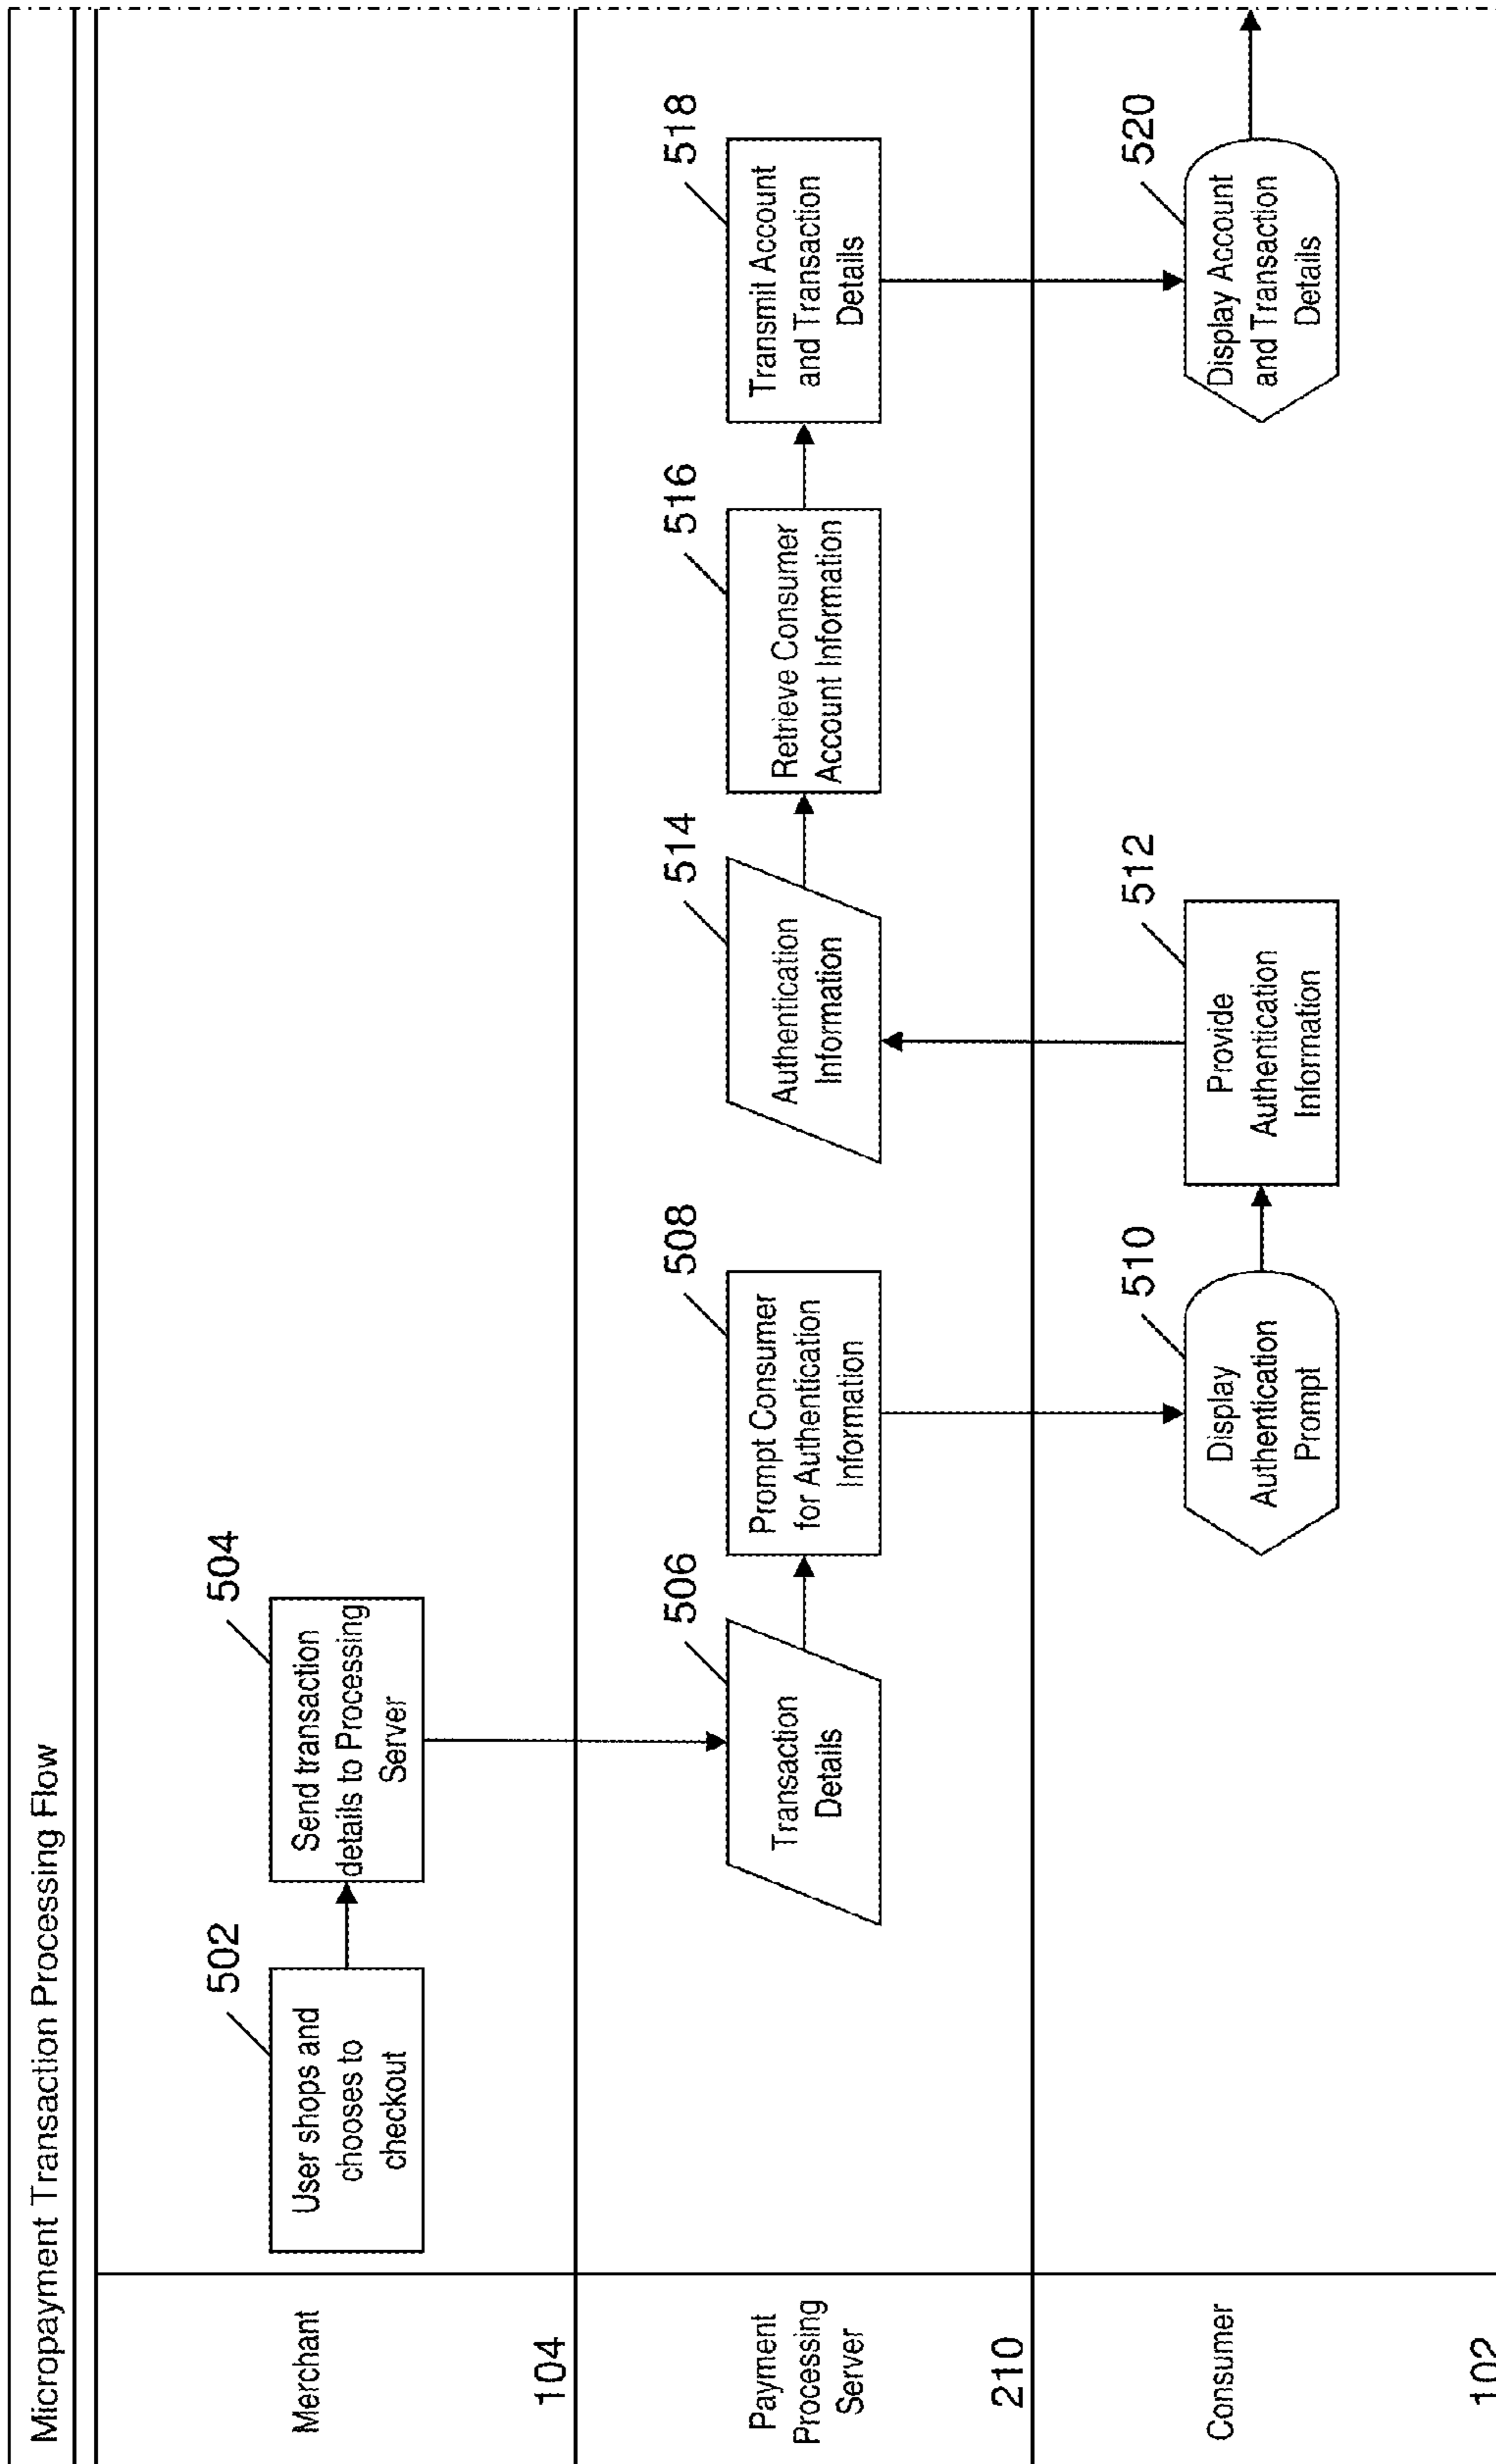 Micropayment Transaction Processing Flow
Merchant
104
502
User shops and
chooses to
checkout
504
Send transaction
details to Processing
Server
Payment
Processing
Server
210
506
Transaction
Details
508
Prompt Consumer
for Authentication
Information
514
Authentication
Information
516
Retrieve Consumer
Account Information
518
Transmit Account
and Transaction
Details
Consumer
102
510
Display
Authentication
Prompt
512
Provide
Authentication
Information
520
Display Account
and Transaction
Details